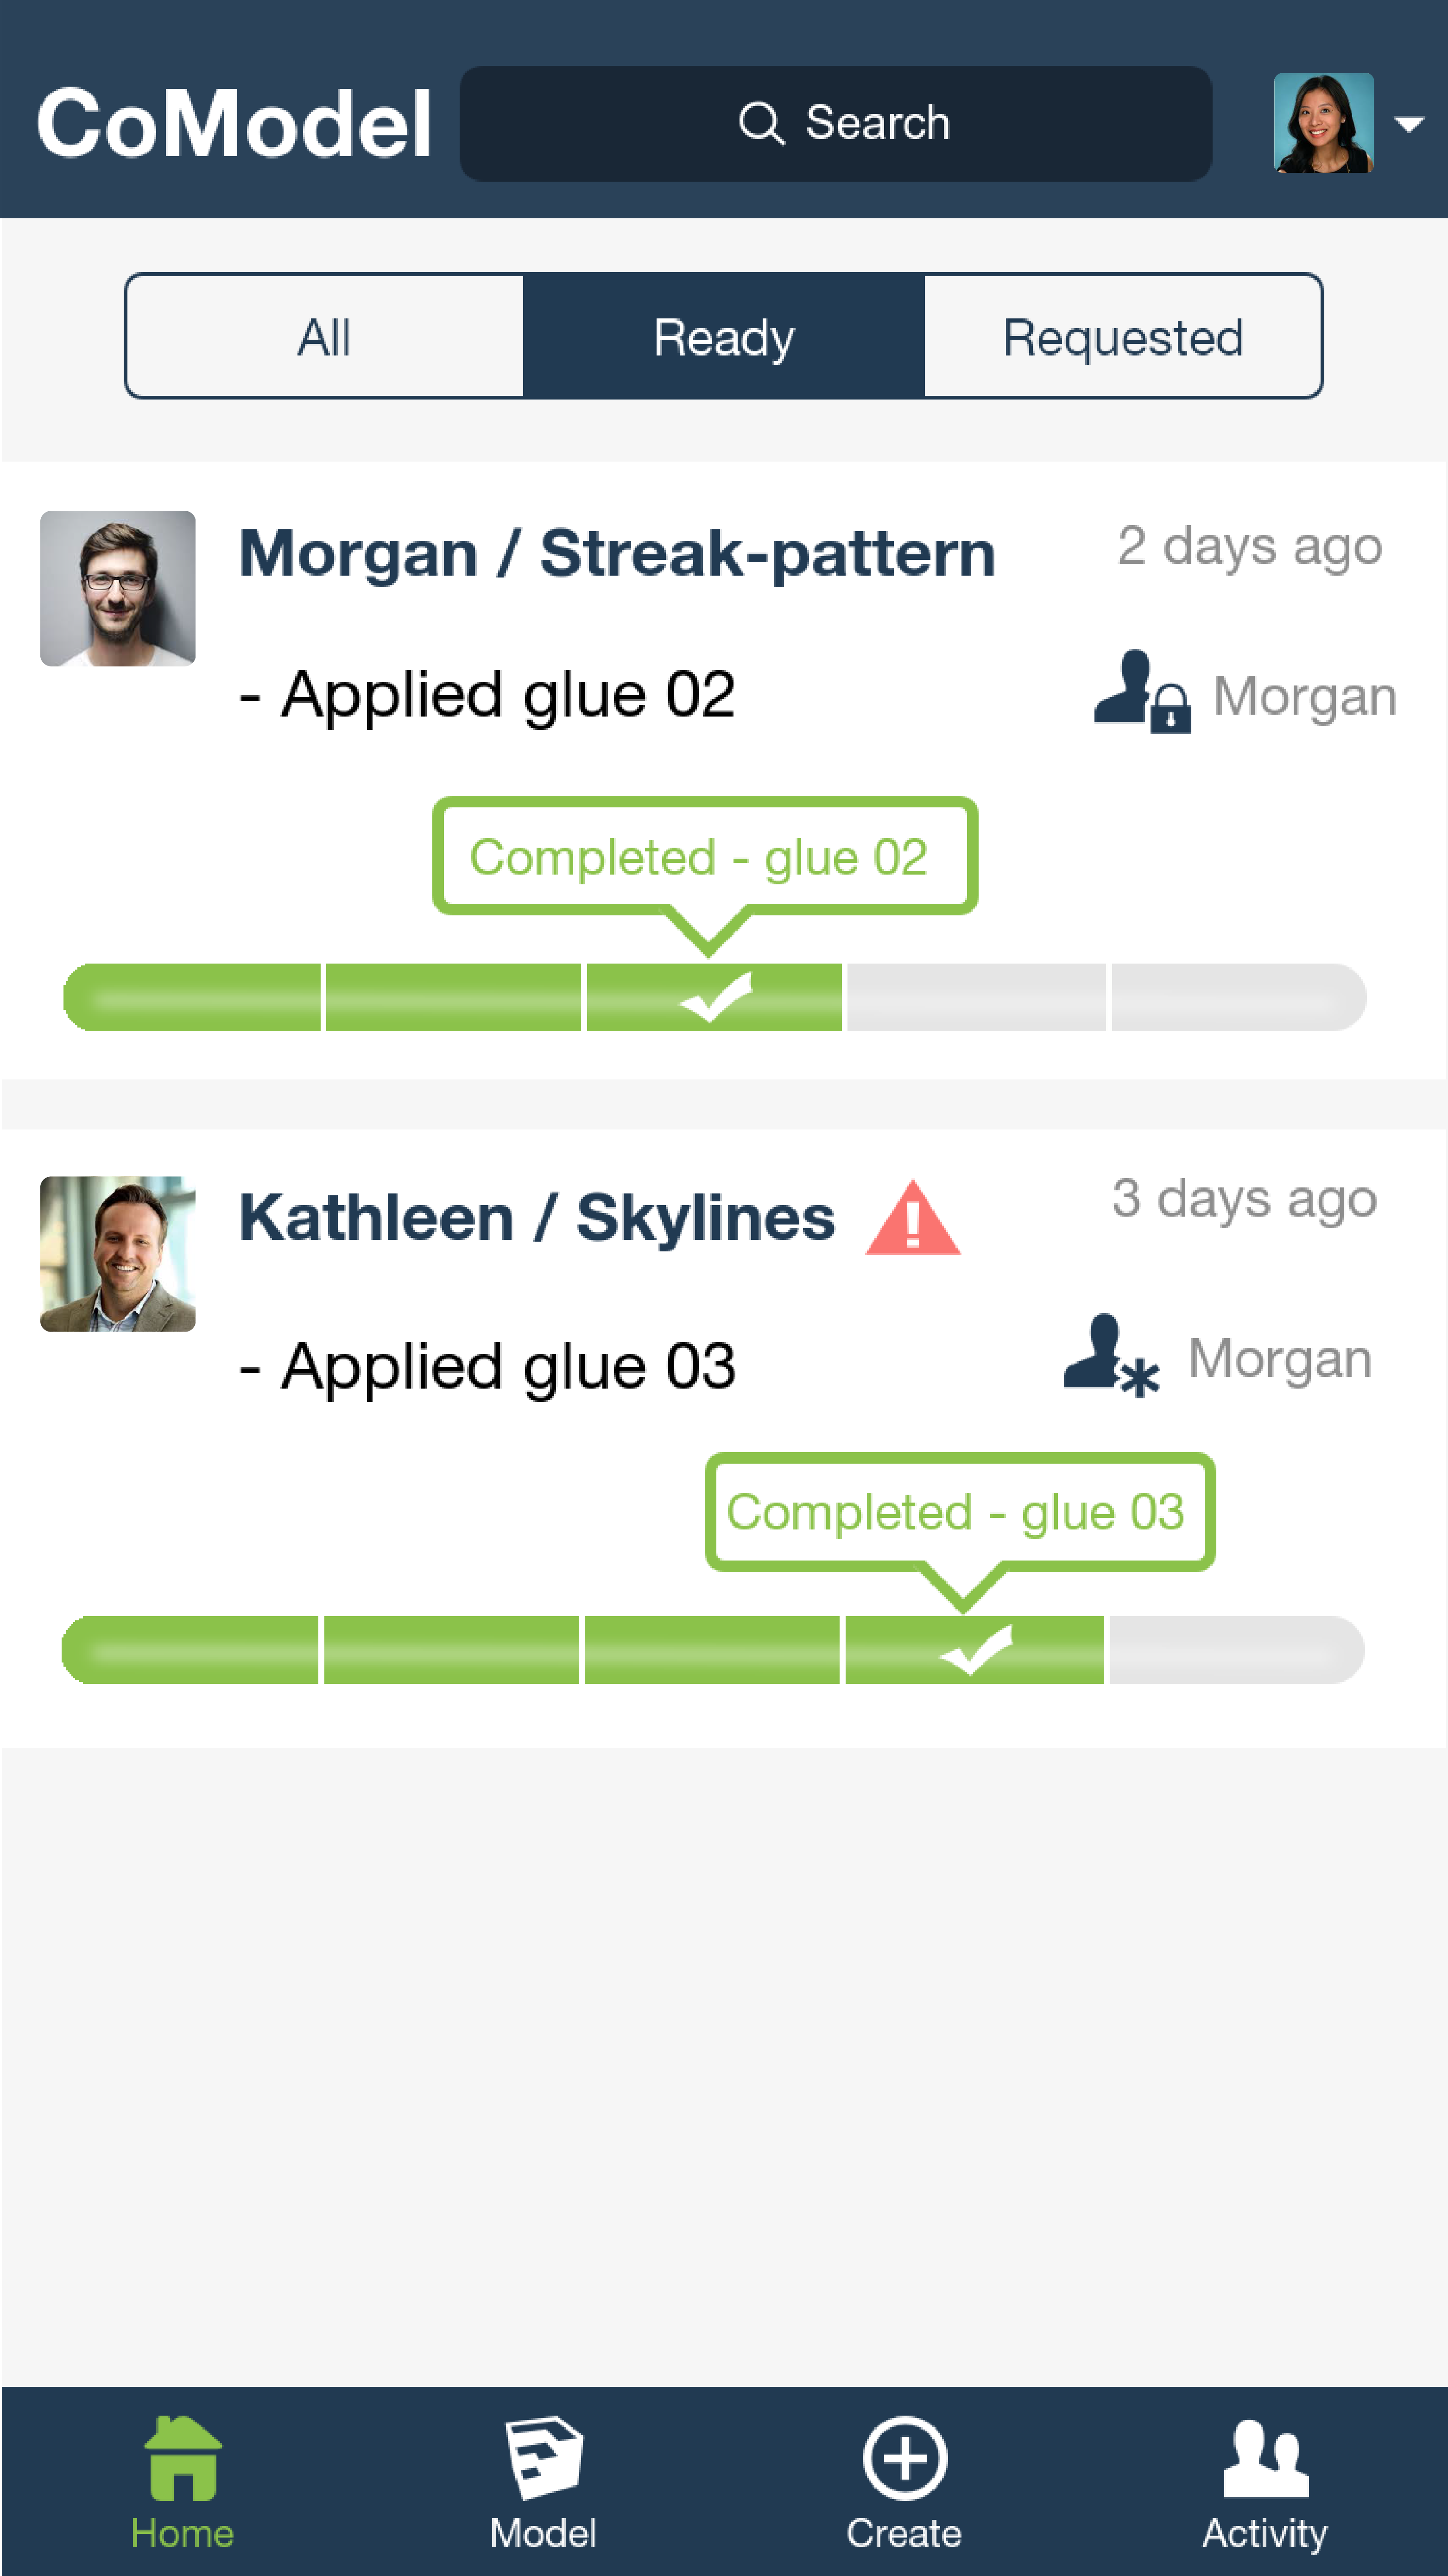 CoModel
Search
All
Ready
Requested
Morgan / Streak-pattern
2 days ago
- Applied glue 02
Morgan
Completed - glue 02
Kathleen / Skylines
3 days ago
- Applied glue 03
Morgan
Completed - glue 03
Home
Model
Create
Activity